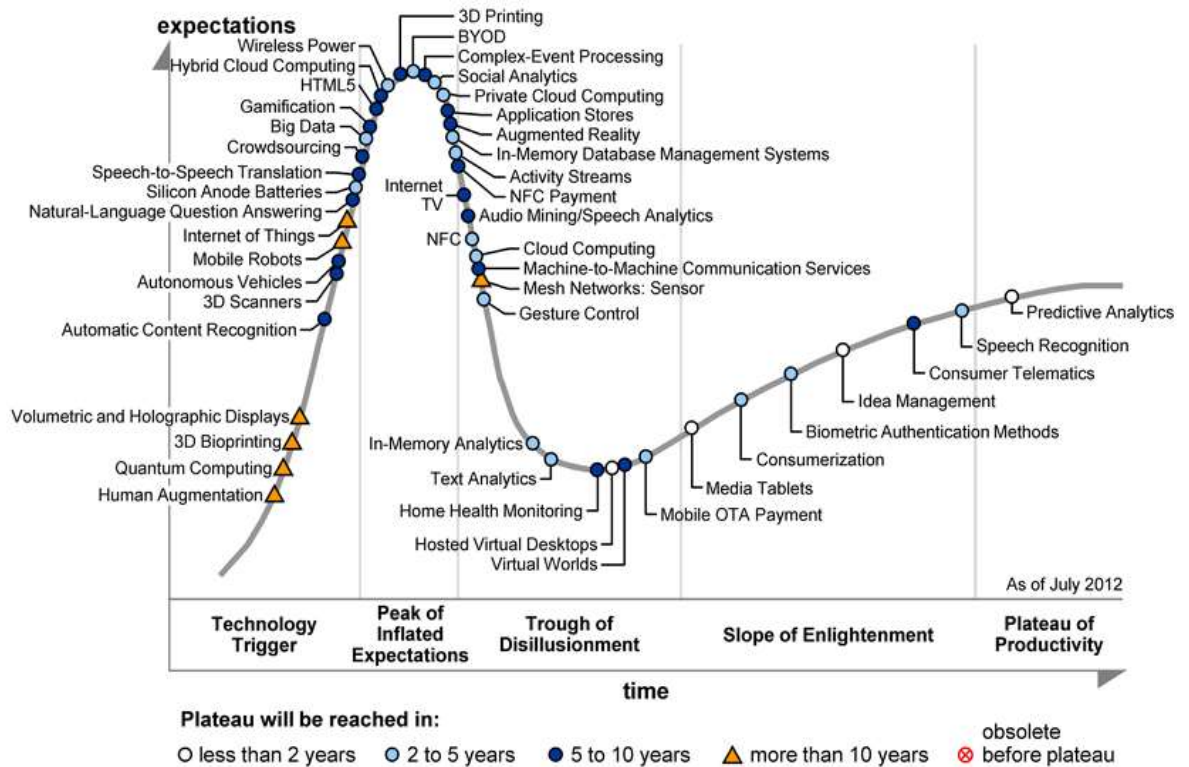 expectations
3D Printing
BYOD
Wireless Power
Complex-Event Processing
Hybrid Cloud Computing
Social Analytics
HTML5
Private Cloud Computing
Gamification
Application Stores
Big Data
Augmented Reality
Crowdsourcing
In-Memory Database Management Systems
Speech-to-Speech Translation
Activity Streams
Silicon Anode Batteries
NFC Payment
Natural-Language Question Answering
Internet
TV
Audio Mining/Speech Analytics
Internet of Things
NFC
Cloud Computing
Mobile Robots
Machine-to-Machine Communication Services
Autonomous Vehicles
Mesh Networks: Sensor
3D Scanners
Gesture Control
Automatic Content Recognition
Predictive Analytics
Speech Recognition
Consumer Telematics
Idea Management
Volumetric and Holographic Displays
Biometric Authentication Methods
3D Bioprinting
In-Memory Analytics
Consumerization
Quantum Computing
Text Analytics
Media Tablets
Human Augmentation
Home Health Monitoring
Mobile OTA Payment
Hosted Virtual Desktops
Virtual Worlds
As of July 2012
Technology
Trigger
Peak of
Inflated
Expectations
Trough of
Disillusionment
Slope of Enlightenment
Plateau of
Productivity
time
Plateau will be reached in:
less than 2 years
2 to 5 years
5 to 10 years
more than 10 years
obsolete
before plateau